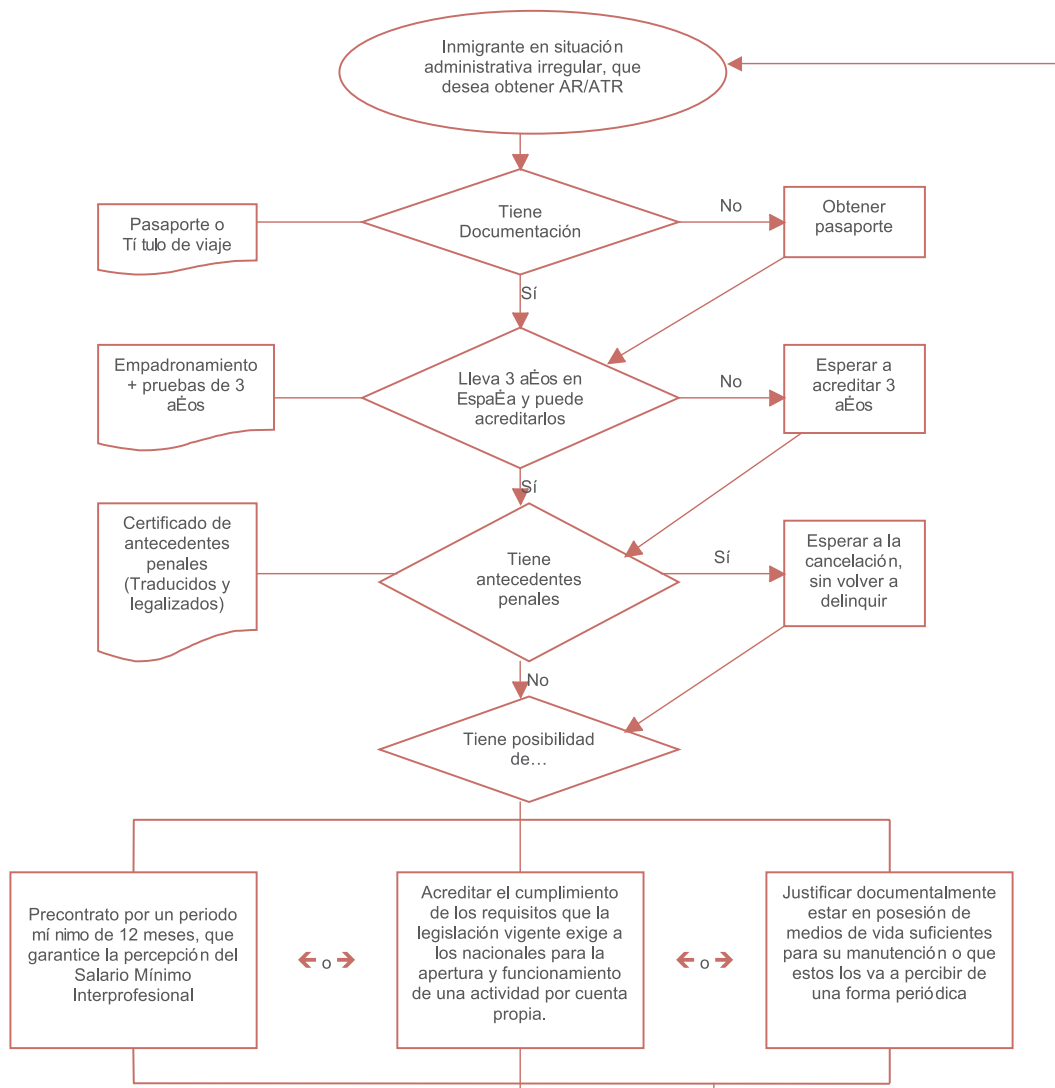 Inmigrante en situación
administrativa irregular, que
desea obtener AR/ATR
Tiene
Documentación
No
Obtener
pasaporte
Pasaporte o
Tí tulo de viaje
Sí
Empadronamiento
+ pruebas de 3
aĖos
Lleva 3 aĖos en
EspaĖa y puede
acreditarlos
No
Esperar a
acreditar 3
aĖos
Sí
Certificado de
antecedentes
penales
(Traducidos y
legalizados)
Tiene
antecedentes
penales
Sí
Esperar a la
cancelación,
sin volver a
delinquir
No
Tiene posibilidad
de…
Precontrato por un periodo
mí nimo de 12 meses, que
garantice la percepción del
Salario Mínimo
Interprofesional
o
Acreditar el cumplimiento
de los requisitos que la
legislación vigente exige a
los nacionales para la
apertura y funcionamiento
de una actividad por cuenta
propia.
o
Justificar documentalmente
estar en posesión de
medios de vida suficientes
para su manutención o que
estos los va a percibir de
una forma periódica